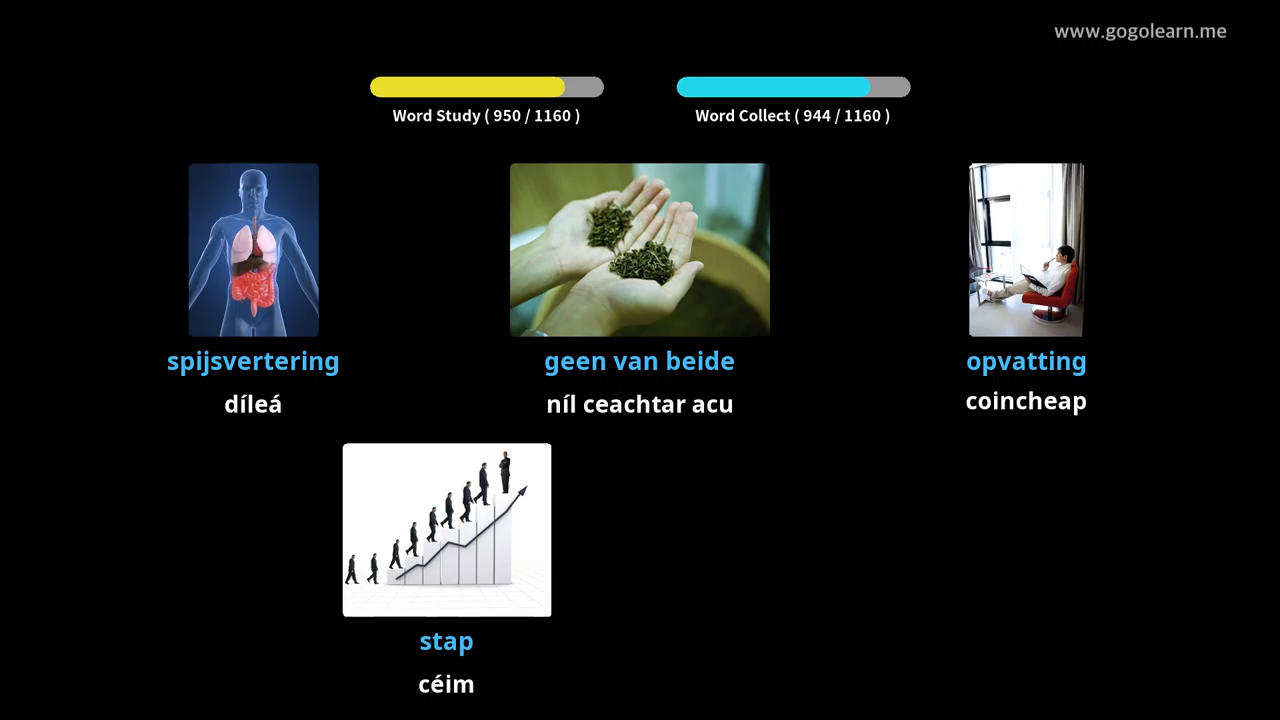 www.gogolearn.me
Word Study ( 950 / 1160 )
Word Collect ( 944 / 1160 )
spijsvertering
geen van beide
opvatting
díleá
níl ceachtar acu
coincheap
stap
céim